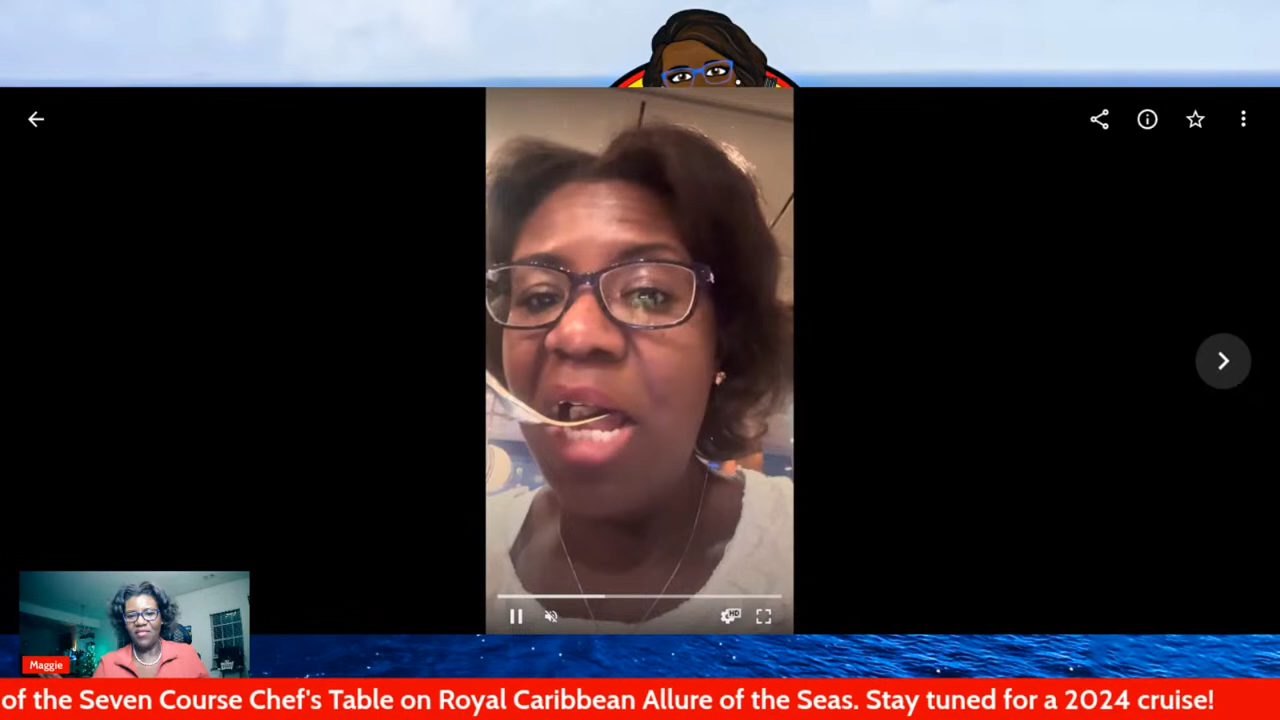 HD
Maggie
of the Seven Course Chef's Table on Royal Caribbean Allure of the Seas. Stay tuned for a 2024 cruise!